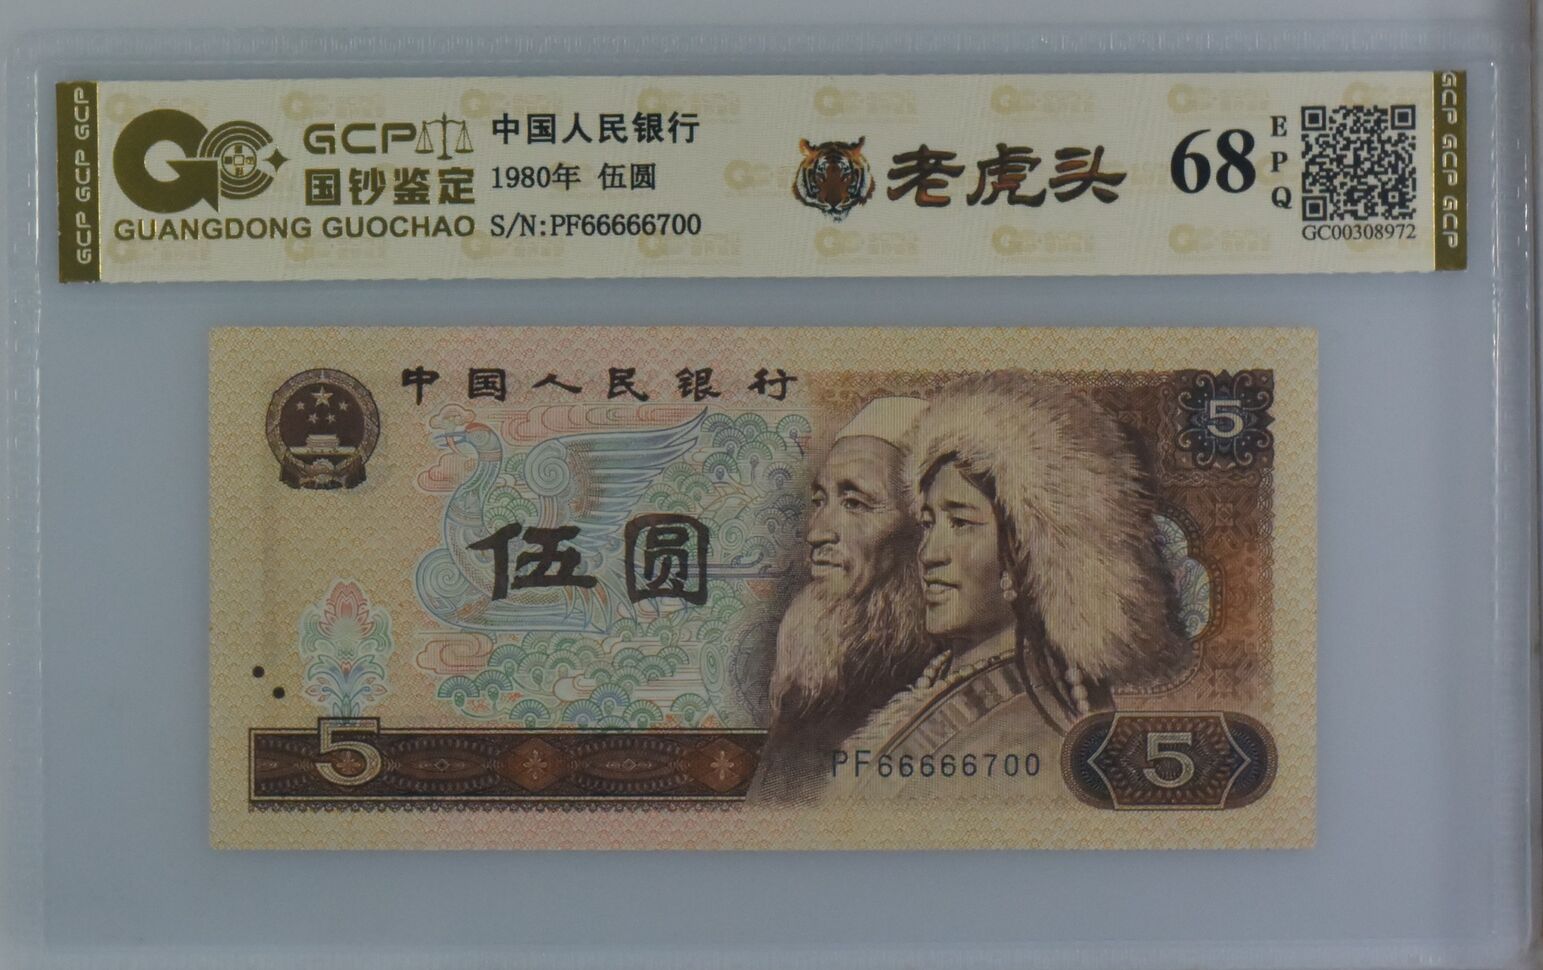 GCP GCP GCP
GCP
国钞鉴定
GUANGDONG GUOCHAO
中国人民银行
1980年 伍圆
S/N:PF66666700
老虎头
68
EPQ
GC00308972
GCP GCP GCP
中国人民银行
5
伍圆
5
PF66666700
5